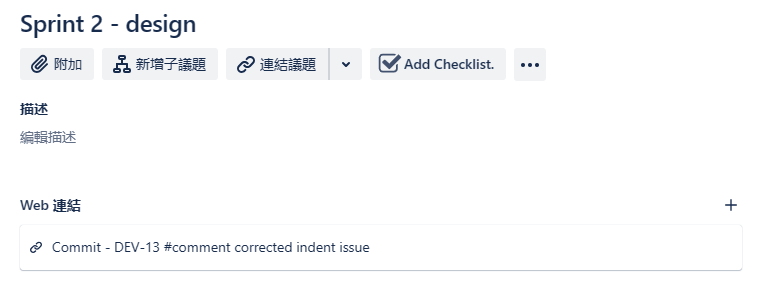 Sprint 2 - design
附加 新增子議題 連結議題 Add Checklist.
描述
編輯描述
Web 連結
Commit - DEV-13 #comment corrected indent issue